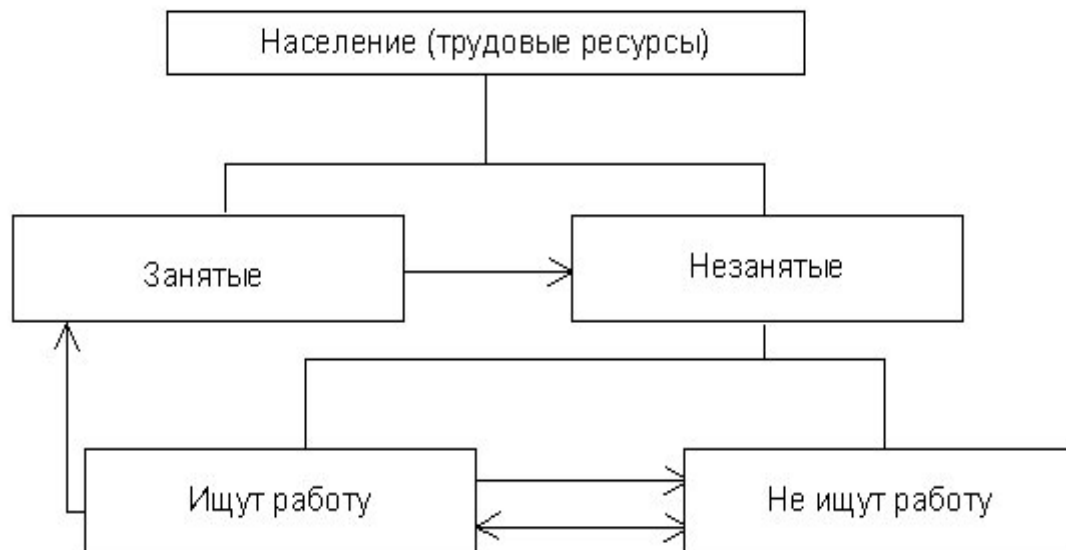 Население (трудовые ресурсы)
Занятые
Незанятые
Ищут работу
Не ищут работу